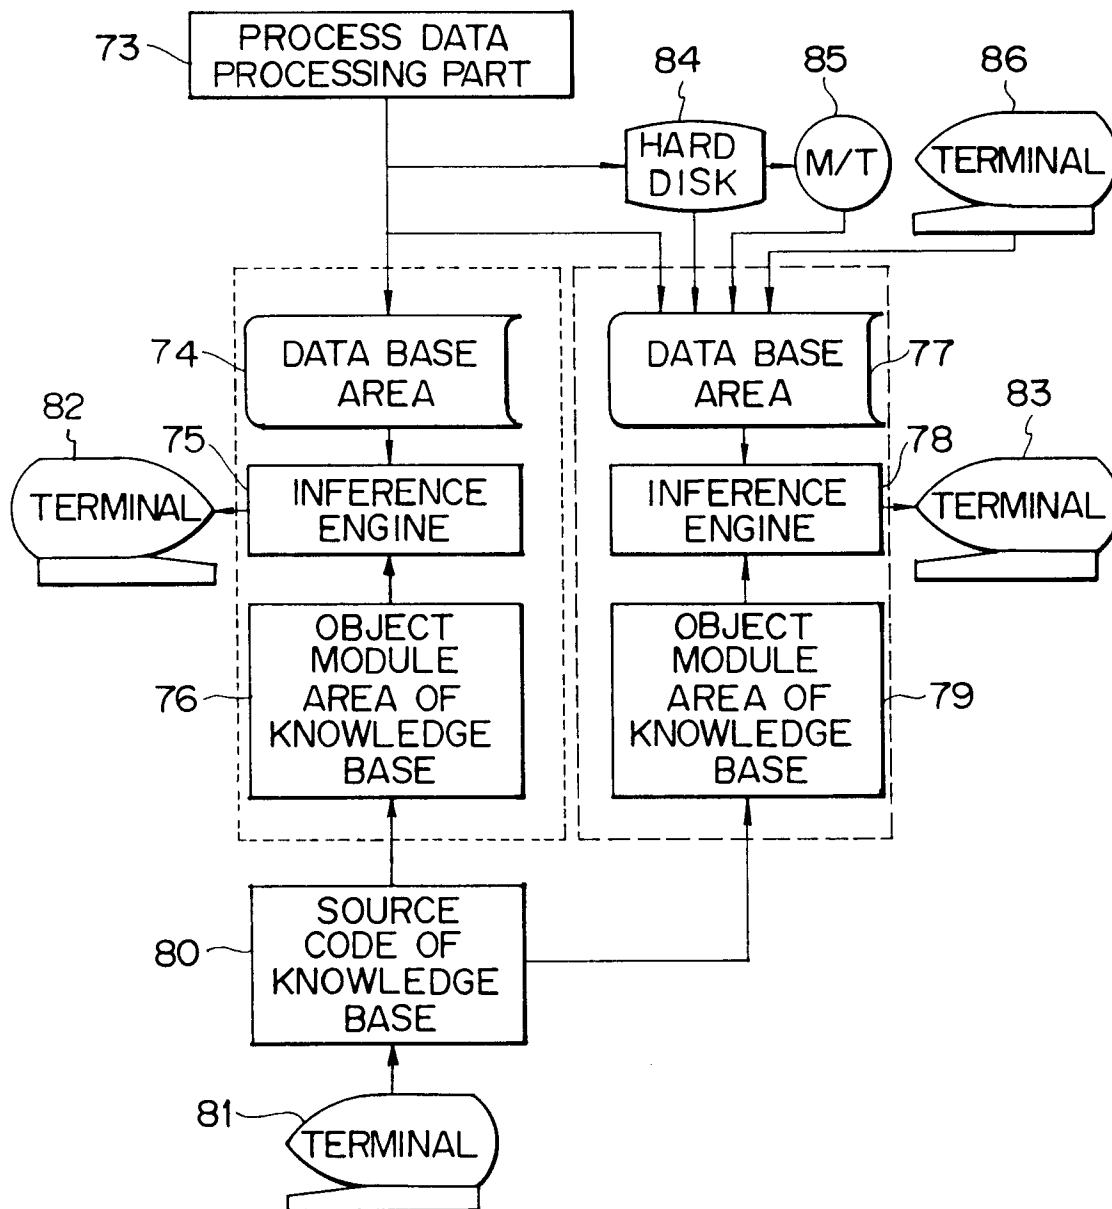 73
PROCESS DATA
PROCESSING PART
84
85
86
HARD
DISK
M/T
TERMINAL
74
DATA BASE
AREA
DATA BASE
AREA
77
82
75
78
83
TERMINAL
INFERENCE
ENGINE
INFERENCE
ENGINE
TERMINAL
76
OBJECT
MODULE
AREA OF
KNOWLEDGE
BASE
OBJECT
MODULE
AREA OF
KNOWLEDGE
BASE
79
80
SOURCE
CODE OF
KNOWLEDGE
BASE
81
TERMINAL